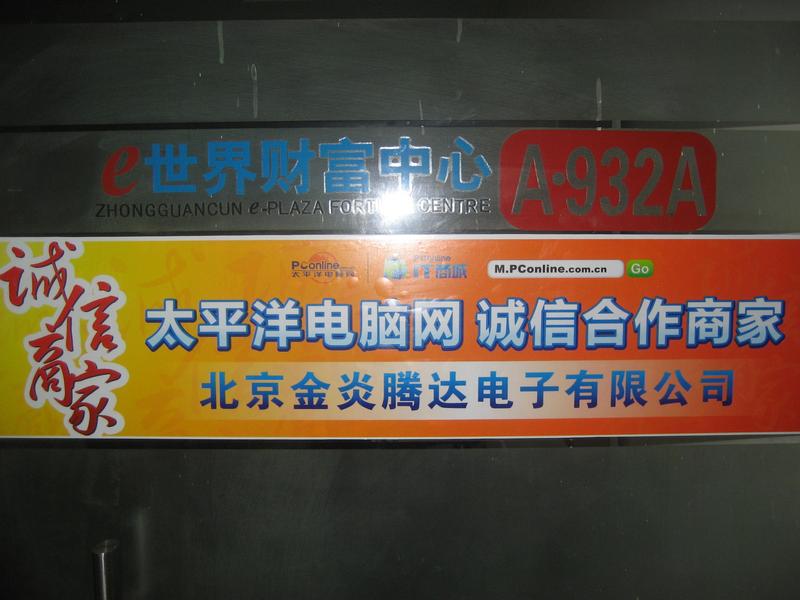 e世界财富中心 A·932A
ZHONGGUANCUN e-PLAZA FORTUNE CENTRE
诚信商家
PConline 太平洋电脑网 PConline IT商城 M.PConline.com.cn Go
太平洋电脑网 诚信合作商家
北京金炎腾达电子有限公司